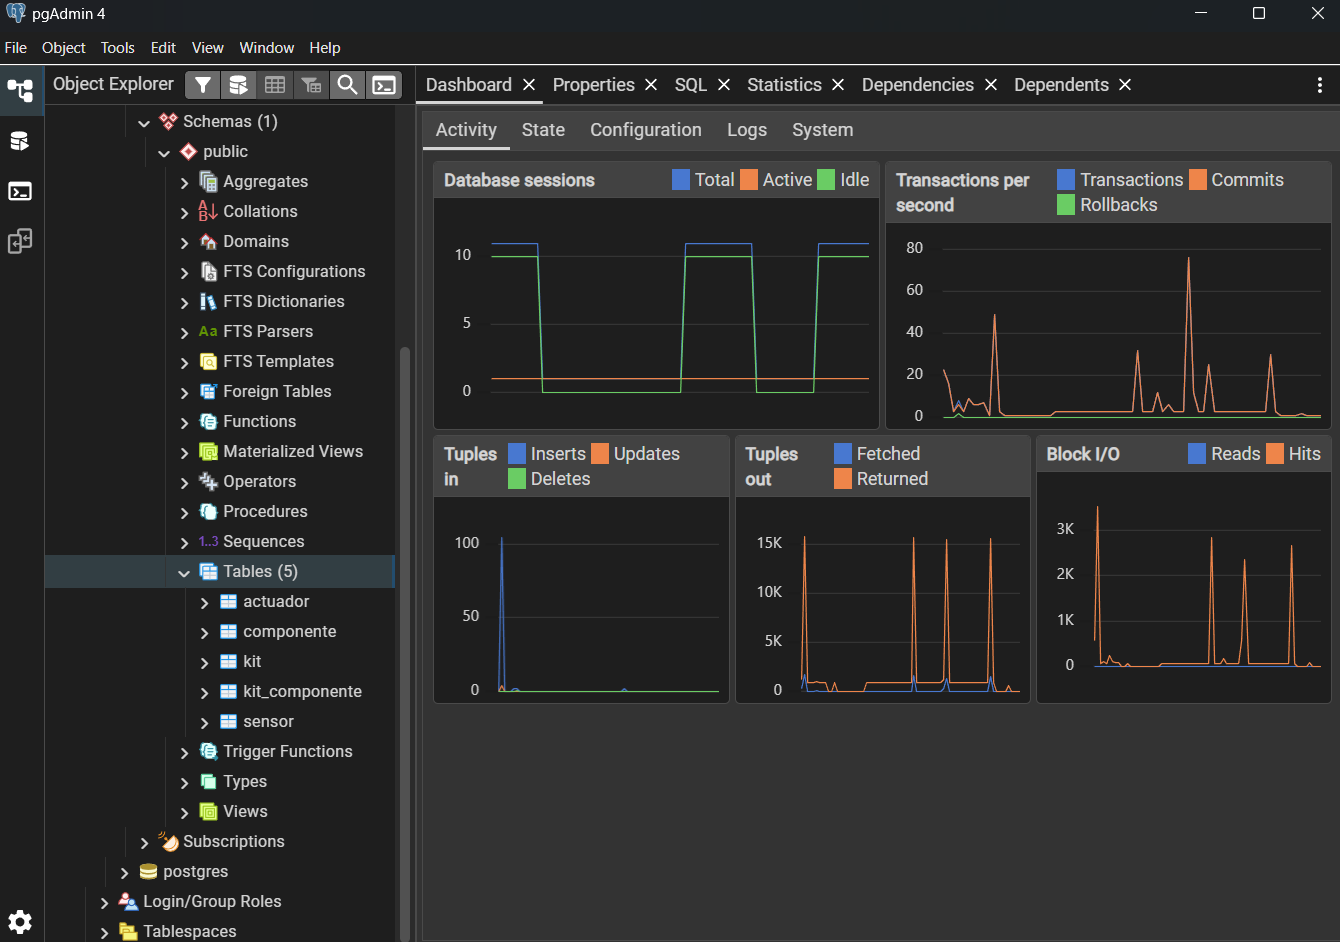 pgAdmin 4
File Object Tools Edit View Window Help
Object Explorer
Schemas (1)
public
Aggregates
Collations
Domains
FTS Configurations
FTS Dictionaries
Aa FTS Parsers
FTS Templates
Foreign Tables
Functions
Materialized Views
Operators
Procedures
1..3 Sequences
Tables (5)
actuador
componente
kit
kit_componente
sensor
Trigger Functions
Types
Views
Subscriptions
postgres
Login/Group Roles
Tablespaces
Dashboard Properties SQL Statistics Dependencies Dependents
Activity State Configuration Logs System
Database sessions
Total Active Idle
10
5
0
Transactions per
second
Transactions Commits
Rollbacks
80
60
40
20
0
Tuples
in
Inserts Updates
Deletes
100
50
0
Tuples
out
Fetched
Returned
15K
10K
5K
0
Block I/O
Reads Hits
3K
2K
1K
0